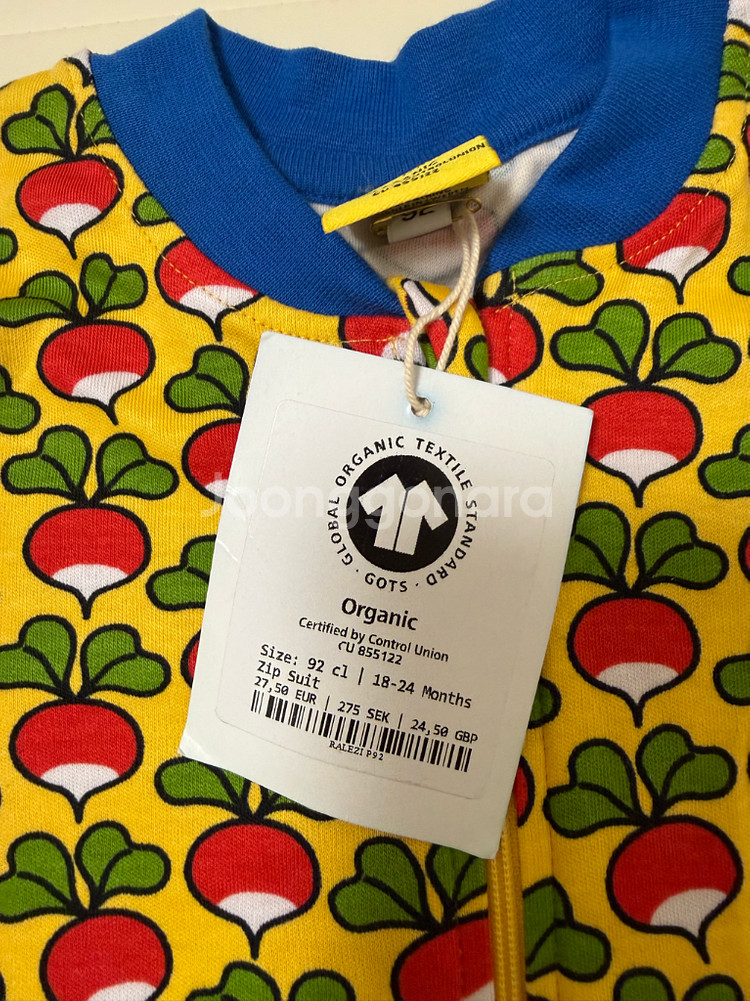 92
GLOBAL ORGANIC TEXTILE STANDARD · GOTS ·
Joonggonara
Organic
Certified by Control Union
CU 855122
Size: 92 cl | 18-24 Months
Zip Suit
27,50 EUR | 275 SEK | 24,50 GBP
RALEZI P92